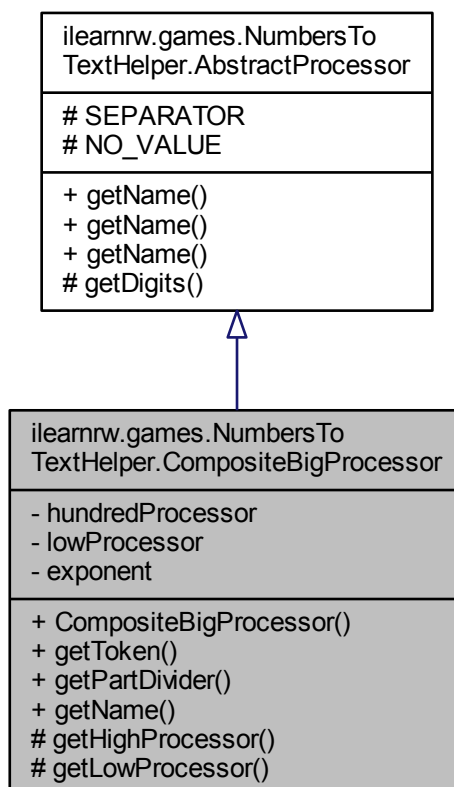 ilearnrw.games.NumbersTo
TextHelper.AbstractProcessor
# SEPARATOR
# NO_VALUE
+ getName()
+ getName()
+ getName()
# getDigits()
ilearnrw.games.NumbersTo
TextHelper.CompositeBigProcessor
- hundredProcessor
- lowProcessor
- exponent
+ CompositeBigProcessor()
+ getToken()
+ getPartDivider()
+ getName()
# getHighProcessor()
# getLowProcessor()